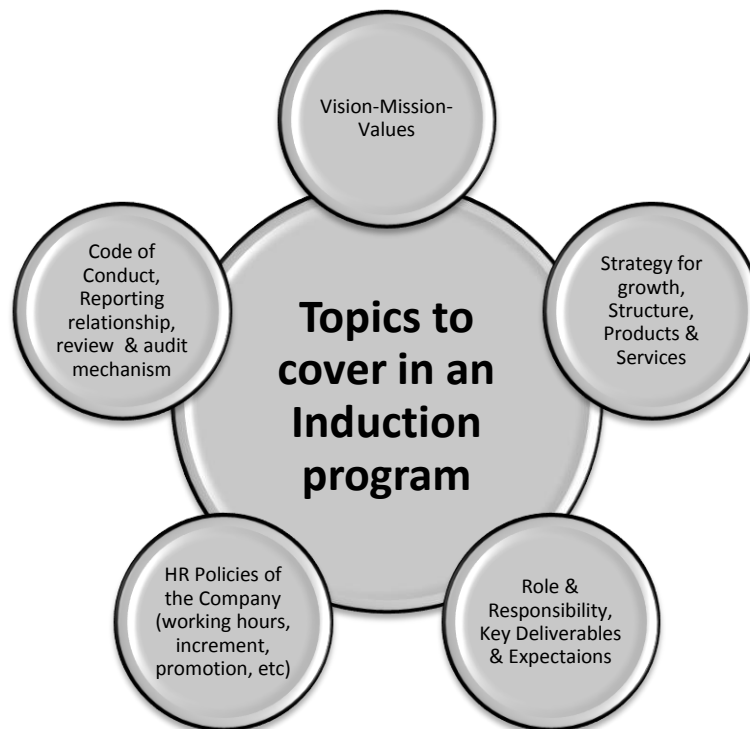 Vision-Mission-
Values
Code of
Conduct,
Reporting
relationship,
review & audit
mechanism
Strategy for
growth,
Structure,
Products &
Services
Topics to
cover in an
Induction
program
HR Policies of
the Company
(working hours,
increment,
promotion, etc)
Role &
Responsibility,
Key Deliverables
& Expectaions